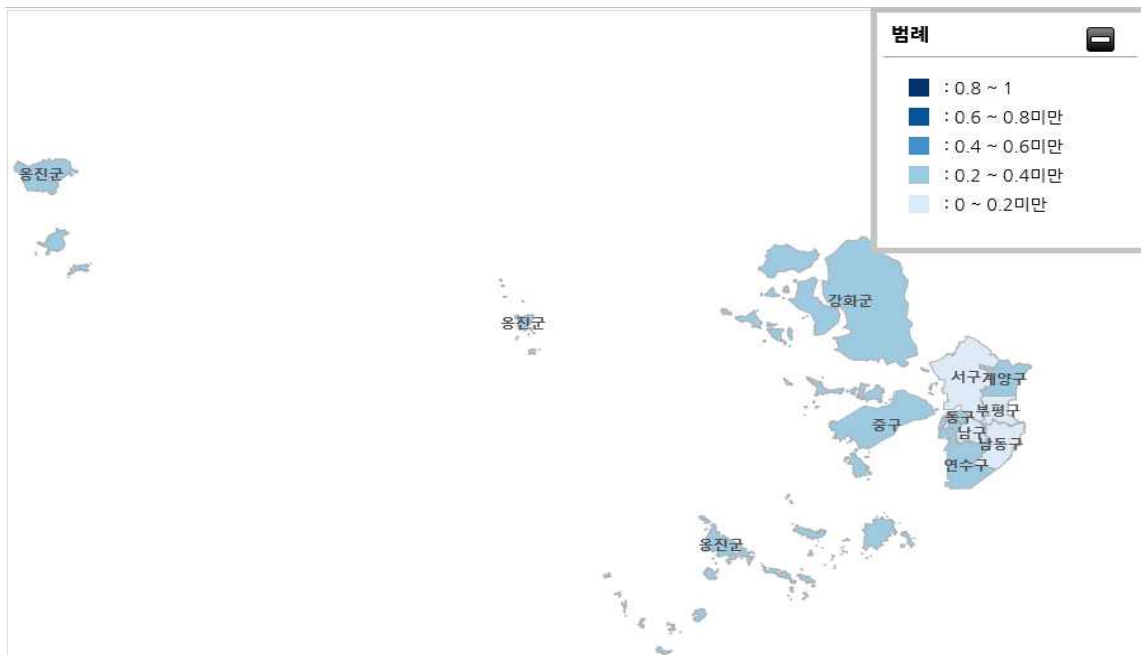 범례
: 0.8 ~ 1
: 0.6 ~ 0.8미만
: 0.4 ~ 0.6미만
: 0.2 ~ 0.4미만
: 0 ~ 0.2미만
옹진군
강화군
옹진군
서구
계양구
부평구
동구
중구
남구
남동구
연수구
옹진군